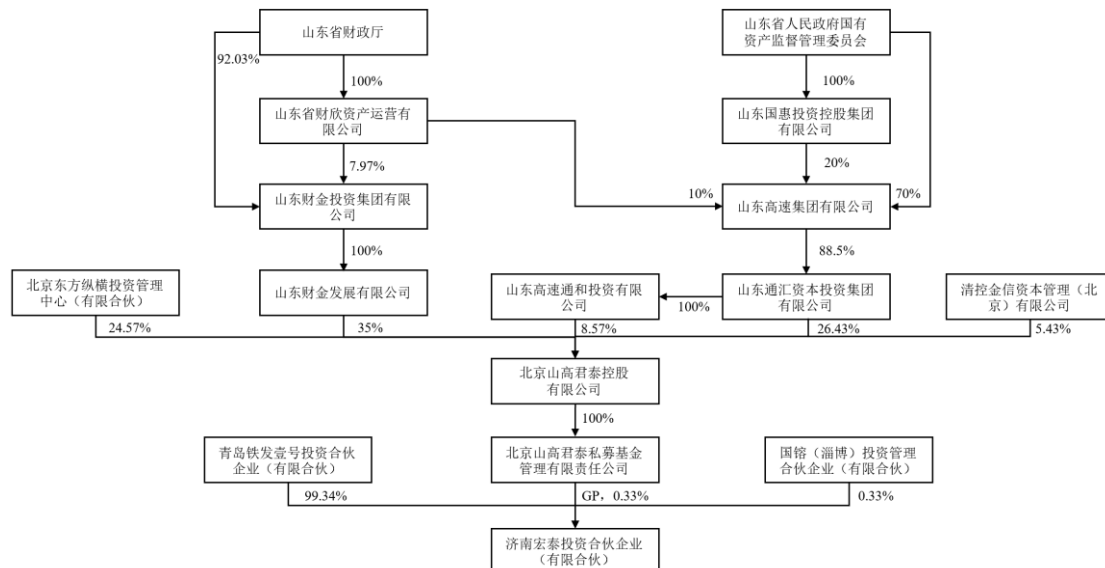 山东省财政厅
山东省人民政府国有
资产监督管理委员会
92.03%
100%
100%
山东省财欣资产运营有
限公司
山东国惠投资控股集团
有限公司
7.97%
20%
10%
70%
山东财金投资集团有限
公司
山东高速集团有限公司
100%
88.5%
北京东方纵横投资管理
中心（有限合伙）
山东财金发展有限公司
山东高速通和投资有限
公司
100%
山东通汇资本投资集团
有限公司
清控金信资本管理（北
京）有限公司
24.57%
35%
8.57%
26.43%
5.43%
北京山高君泰控股
有限公司
100%
青岛铁发壹号投资合伙
企业（有限合伙）
北京山高君泰私募基金
管理有限责任公司
国镕（淄博）投资管理
合伙企业（有限合伙）
99.34%
GP，0.33%
0.33%
济南宏泰投资合伙企业
（有限合伙）